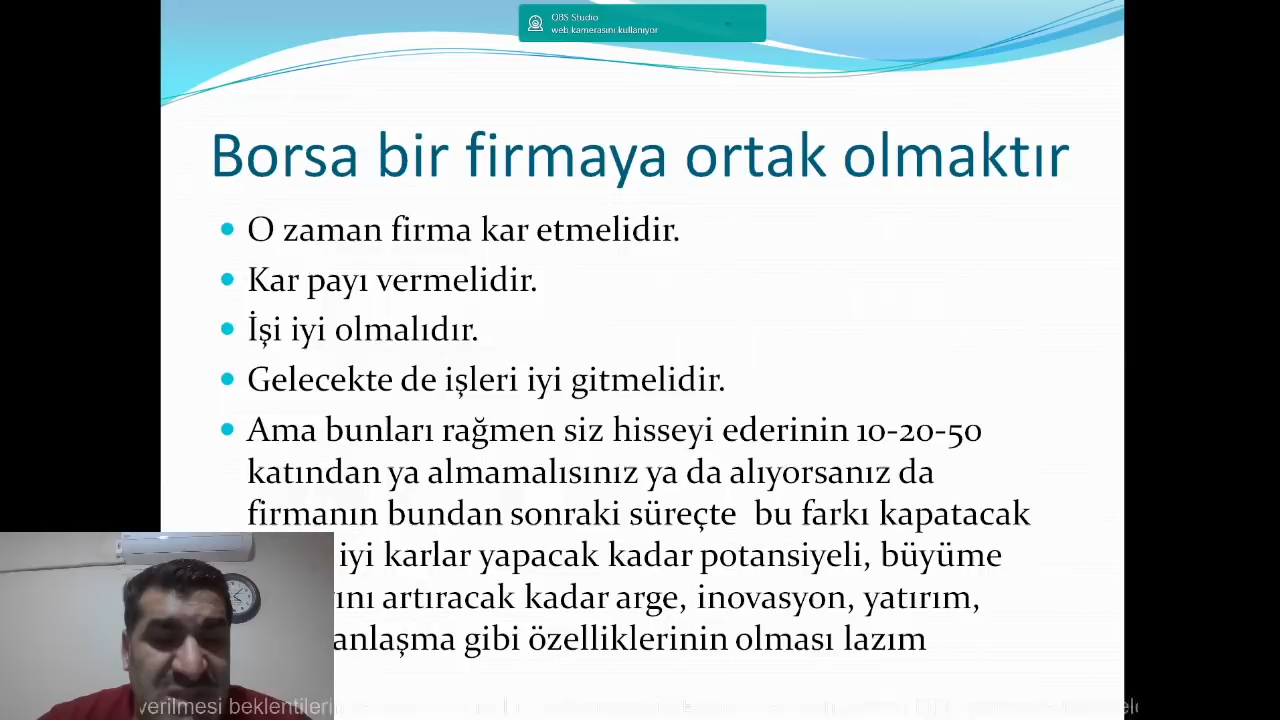 OBS Studio
web kamerasını kullanıyor
Borsa bir firmaya ortak olmaktır
O zaman firma kar etmelidir.
Kar payı vermelidir.
İşi iyi olmalıdır.
Gelecekte de işleri iyi gitmelidir.
Ama bunları rağmen siz hisseyi ederinin 10-20-50
katından ya almamalısınız ya da alıyorsanız da
firmanın bundan sonraki süreçte bu farkı kapatacak
iyi karlar yapacak kadar potansiyeli, büyüme
artıracak kadar arge, inovasyon, yatırım,
anlaşma gibi özelliklerinin olması lazım
verilmesi